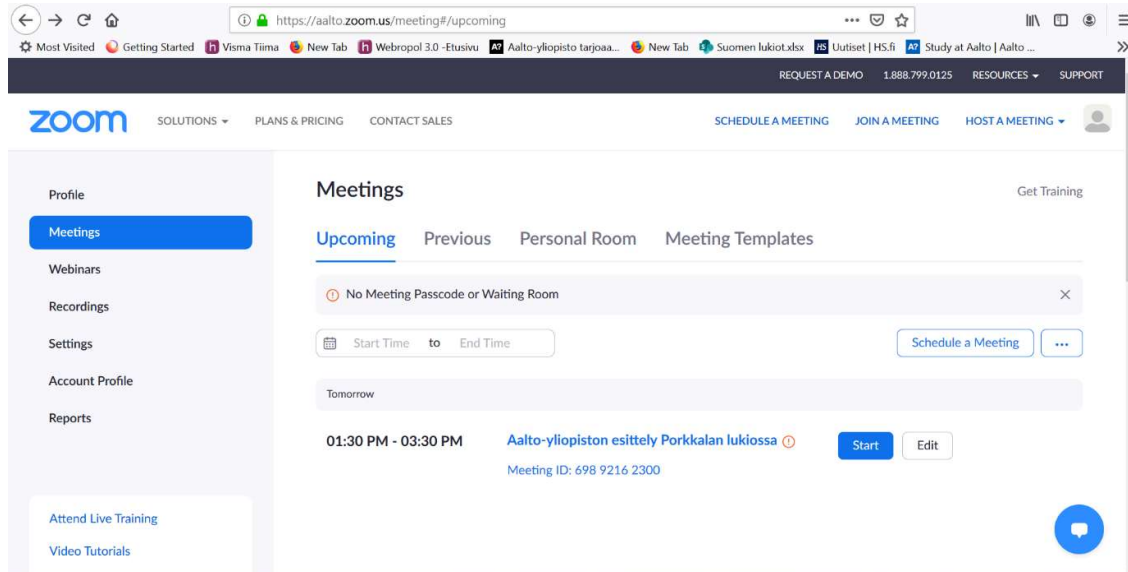 https://aalto.zoom.us/meeting#/upcoming
Most Visited Getting Started Visma Tiima New Tab Webropol 3.0 -Etusivu Aalto-yliopisto tarjoaa... New Tab Suomen lukiot.xlsx Uutiset | HS.fi Study at Aalto | Aalto ...
REQUEST A DEMO 1.888.799.0125 RESOURCES SUPPORT
zoom SOLUTIONS PLANS & PRICING CONTACT SALES SCHEDULE A MEETING JOIN A MEETING HOST A MEETING
Profile
Meetings
Webinars
Recordings
Settings
Account Profile
Reports
Attend Live Training
Video Tutorials
Meetings Get Training
Upcoming Previous Personal Room Meeting Templates
No Meeting Passcode or Waiting Room
Start Time to End Time Schedule a Meeting
Tomorrow
01:30 PM - 03:30 PM Aalto-yliopiston esittely Porkkalan lukiossa Start Edit
Meeting ID: 698 9216 2300